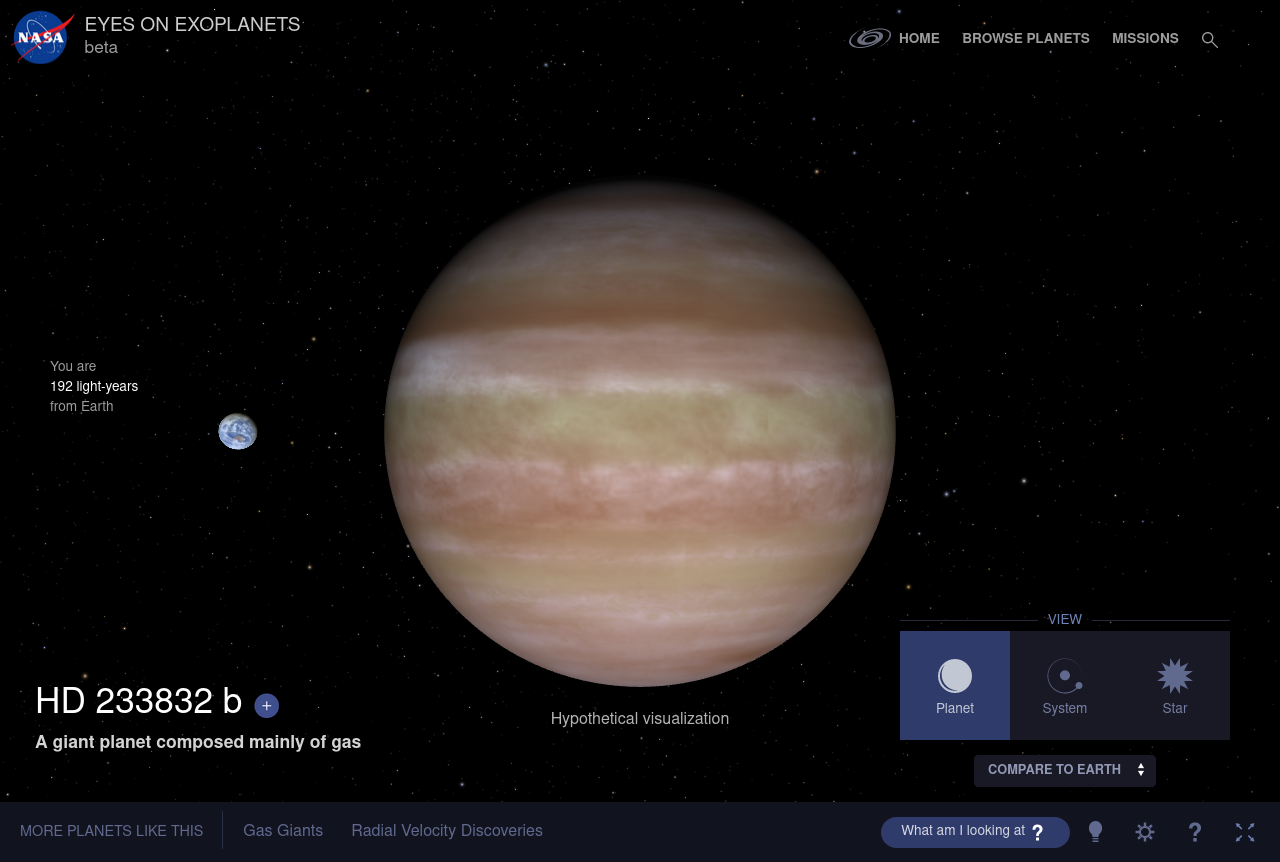 NASA
EYES ON EXOPLANETS
beta
HOME
BROWSE PLANETS
MISSIONS
You are
192 light-years
from Earth
HD 233832 b +
A giant planet composed mainly of gas
Hypothetical visualization
VIEW
Planet
System
Star
COMPARE TO EARTH
MORE PLANETS LIKE THIS
Gas Giants
Radial Velocity Discoveries
What am I looking at ?
?